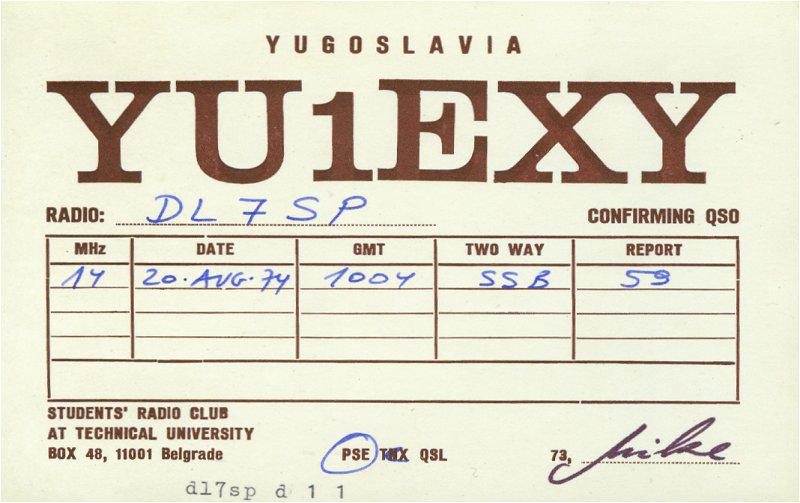 YUGOSLAVIA
YU1EXY
RADIO: DL7SP CONFIRMING QSO
MHz DATE GMT TWO WAY REPORT
14 20·AUG·74 1004 SSB 59
STUDENTS' RADIO CLUB
AT TECHNICAL UNIVERSITY
BOX 48, 11001 Belgrade PSE TNX QSL 73, Mike
dl7sp d 1 1